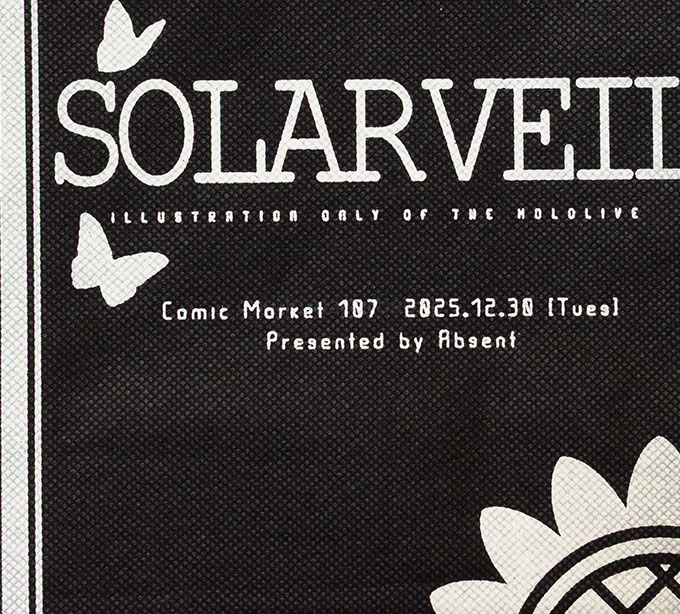 SOLARVEIL
ILLUSTRATION ONLY OF THE HOLOLIVE
Comic Market 107 2025.12.30 [Tues]
Presented by Absent